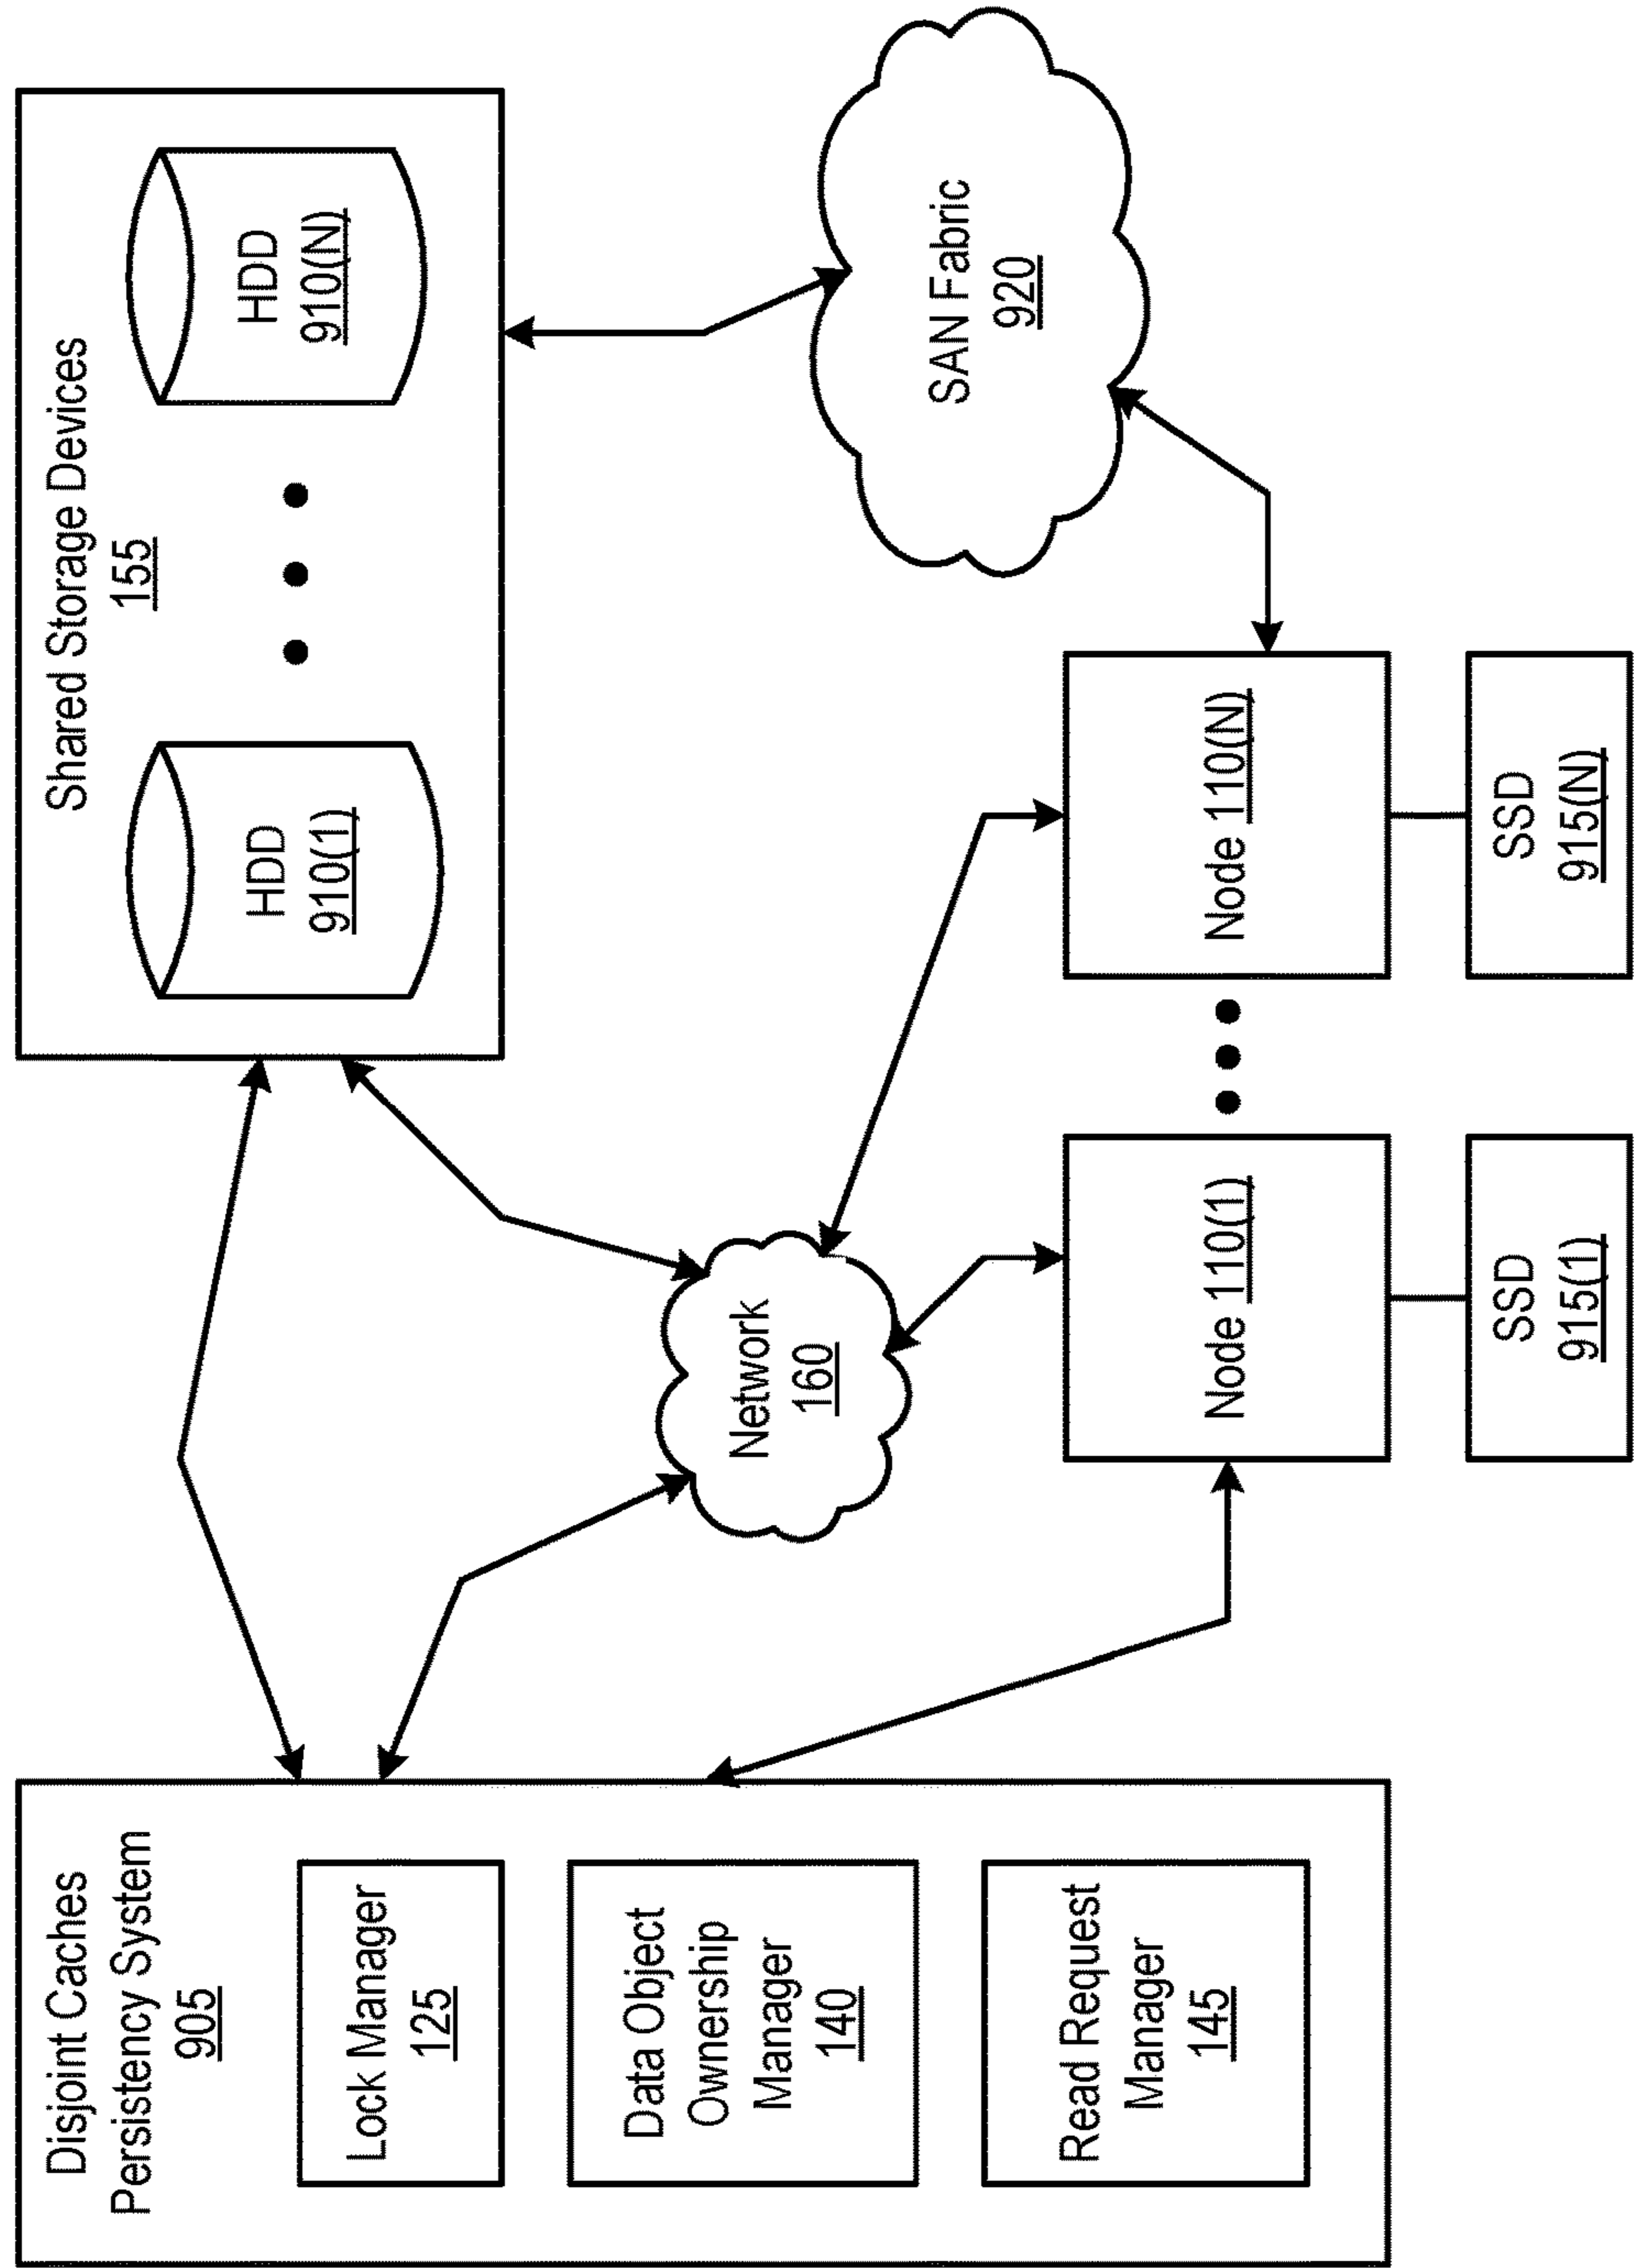 Disjoint Caches
Persistency System
905
Lock Manager
125
Data Object
Ownership
Manager
140
Read Request
Manager
145
Shared Storage Devices
155
HDD
910(1)
HDD
910(N)
Network
160
SAN Fabric
920
Node 110(1)
Node 110(N)
SSD
915(1)
SSD
915(N)